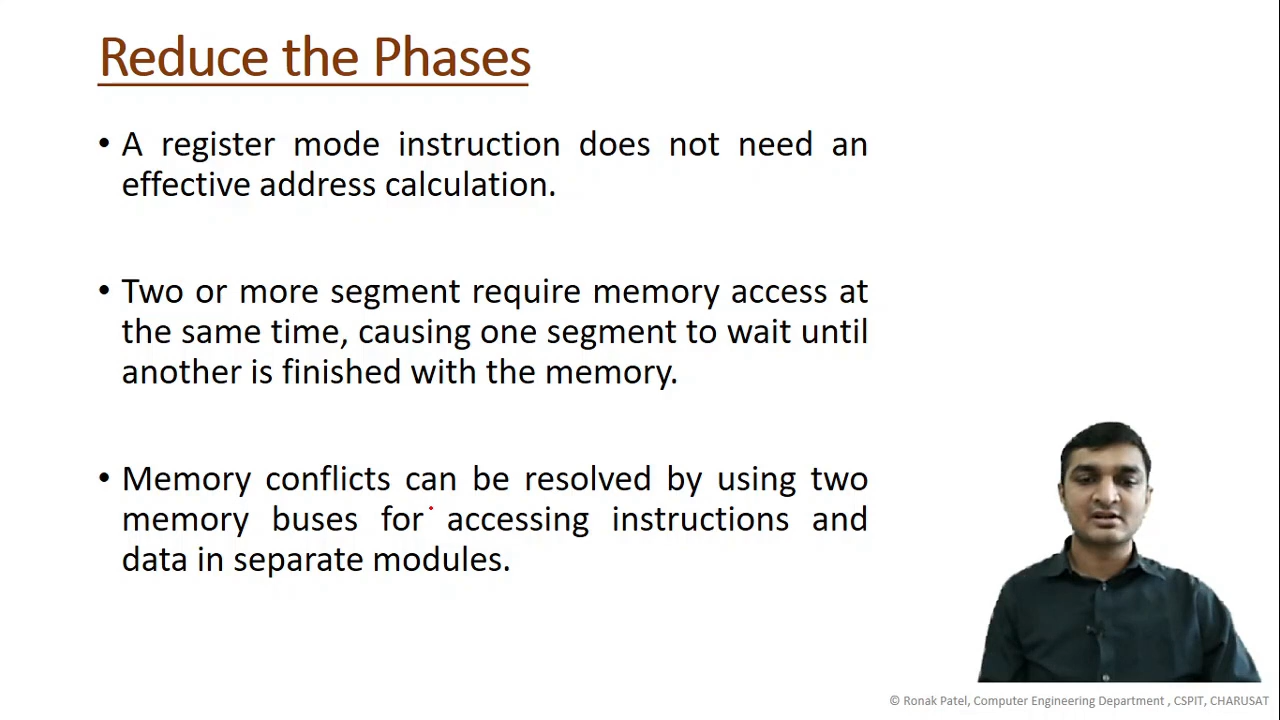 Reduce the Phases
• A register mode instruction does not need an
effective address calculation.
• Two or more segment require memory access at
the same time, causing one segment to wait until
another is finished with the memory.
• Memory conflicts can be resolved by using two
memory buses for accessing instructions and
data in separate modules.
© Ronak Patel, Computer Engineering Department , CSPIT, CHARUSAT